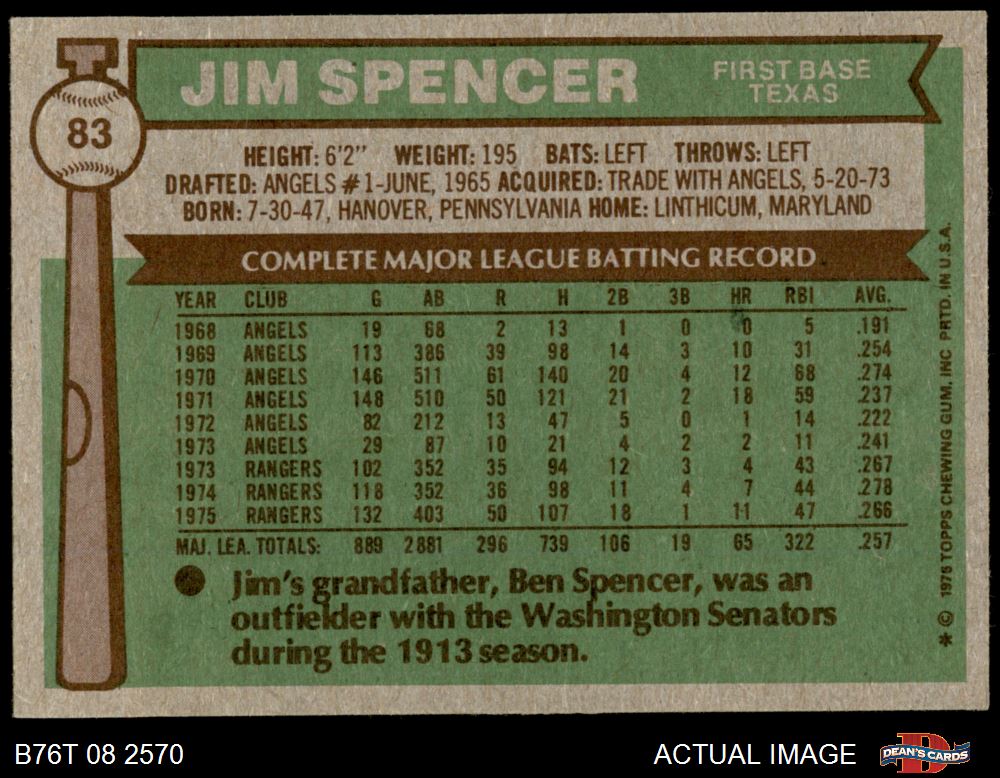 JIM SPENCER
FIRST BASE
TEXAS
83
HEIGHT: 6'2" WEIGHT: 195 BATS: LEFT THROWS: LEFT
DRAFTED: ANGELS #1-JUNE, 1965 ACQUIRED: TRADE WITH ANGELS, 5-20-73
BORN: 7-30-47, HANOVER, PENNSYLVANIA HOME: LINTHICUM, MARYLAND
COMPLETE MAJOR LEAGUE BATTING RECORD
YEAR CLUB G AB R H 2B 3B HR RBI AVG.
1968 ANGELS 19 68 2 13 1 0 0 5 .191
1969 ANGELS 113 386 39 98 14 3 10 31 .254
1970 ANGELS 146 511 61 140 20 4 12 68 .274
1971 ANGELS 148 510 50 121 21 2 18 59 .237
1972 ANGELS 82 212 13 47 5 0 1 14 .222
1973 ANGELS 29 87 10 21 4 2 2 11 .241
1973 RANGERS 102 352 35 94 12 3 4 43 .267
1974 RANGERS 118 352 36 98 11 4 7 44 .278
1975 RANGERS 132 403 50 107 18 1 11 47 .266
MAJ. LEA. TOTALS: 889 2881 296 739 106 19 65 322 .257
Jim's grandfather, Ben Spencer, was an
outfielder with the Washington Senators
during the 1913 season.
* © 1975 TOPPS CHEWING GUM, INC PRTD. IN U.S.A.
B76T 08 2570
ACTUAL IMAGE
DEAN'S CARDS